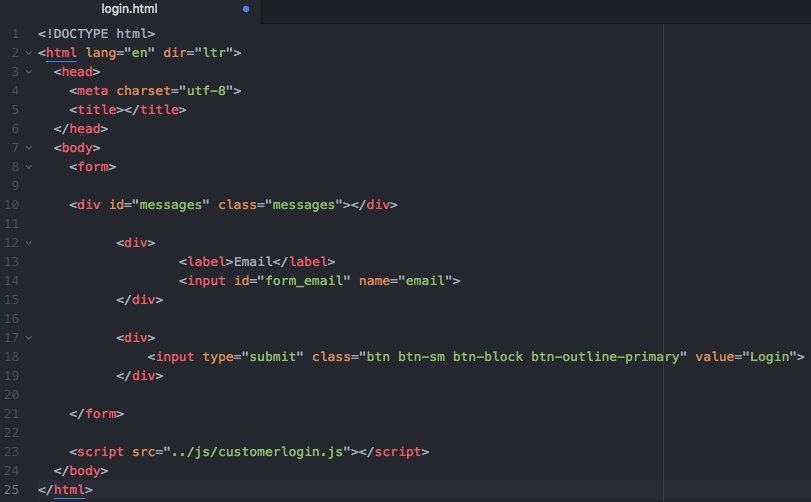 login.html
1 <!DOCTYPE html>
2 <html lang="en" dir="ltr">
3 <head>
4 <meta charset="utf-8">
5 <title></title>
6 </head>
7 <body>
8 <form>
9
10 <div id="messages" class="messages"></div>
11
12 <div>
13 <label>Email</label>
14 <input id="form_email" name="email">
15 </div>
16
17 <div>
18 <input type="submit" class="btn btn-sm btn-block btn-outline-primary" value="Login">
19 </div>
20
21 </form>
22
23 <script src="../js/customerlogin.js"></script>
24 </body>
25 </html>